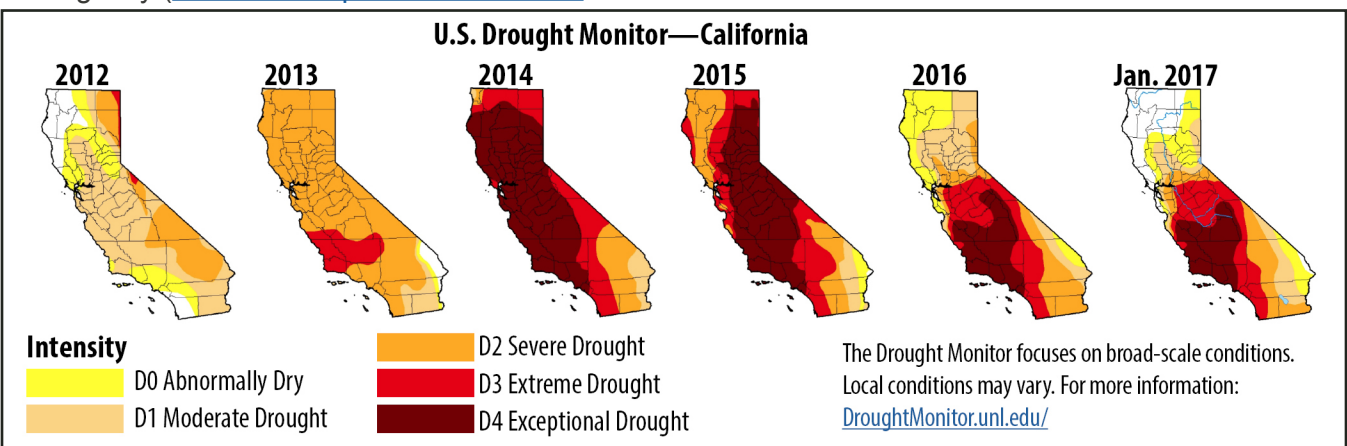 U.S. Drought Monitor—California
2012
2013
2014
2015
2016
Jan. 2017
Intensity
D0 Abnormally Dry
D1 Moderate Drought
D2 Severe Drought
D3 Extreme Drought
D4 Exceptional Drought
The Drought Monitor focuses on broad-scale conditions.
Local conditions may vary. For more information:
DroughtMonitor.unl.edu/